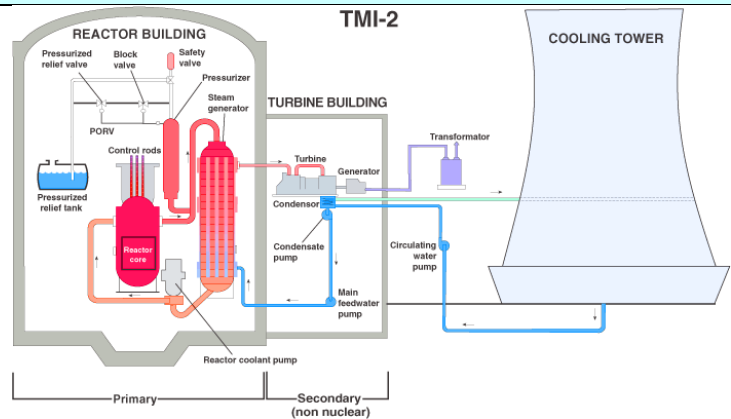 TMI-2
REACTOR BUILDING
COOLING TOWER
Pressurized
relief valve
Block
valve
Safety
valve
Pressurizer
Steam
generator
TURBINE BUILDING
PORV
Control rods
Turbine
Generator
Transformator
Pressurized
relief tank
Condensor
Condensate
pump
Circulating
water
pump
Reactor
core
Main
feedwater
pump
Reactor coolant pump
Primary
Secondary
(non nuclear)